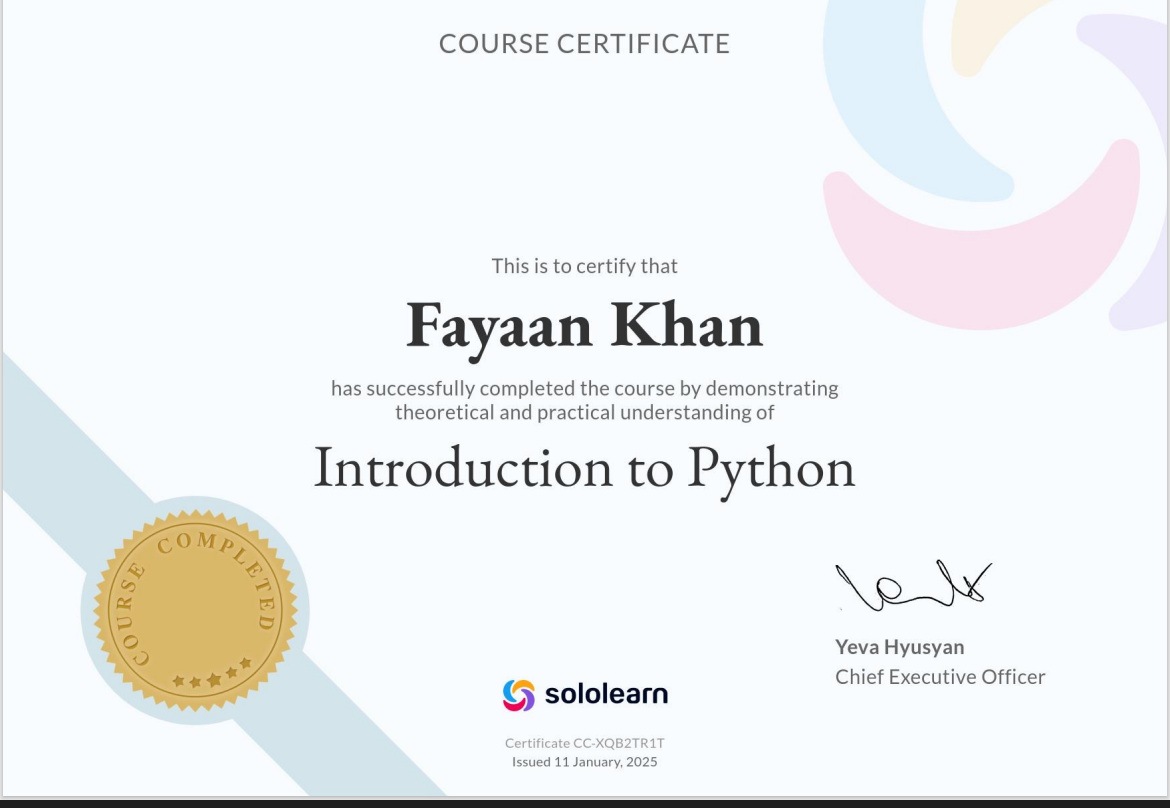 COURSE CERTIFICATE
This is to certify that
Fayaan Khan
has successfully completed the course by demonstrating
theoretical and practical understanding of
Introduction to Python
COURSE COMPLETED
Yeva Hyusyan
Chief Executive Officer
sololearn
Certificate CC-XQB2TR1T
Issued 11 January, 2025